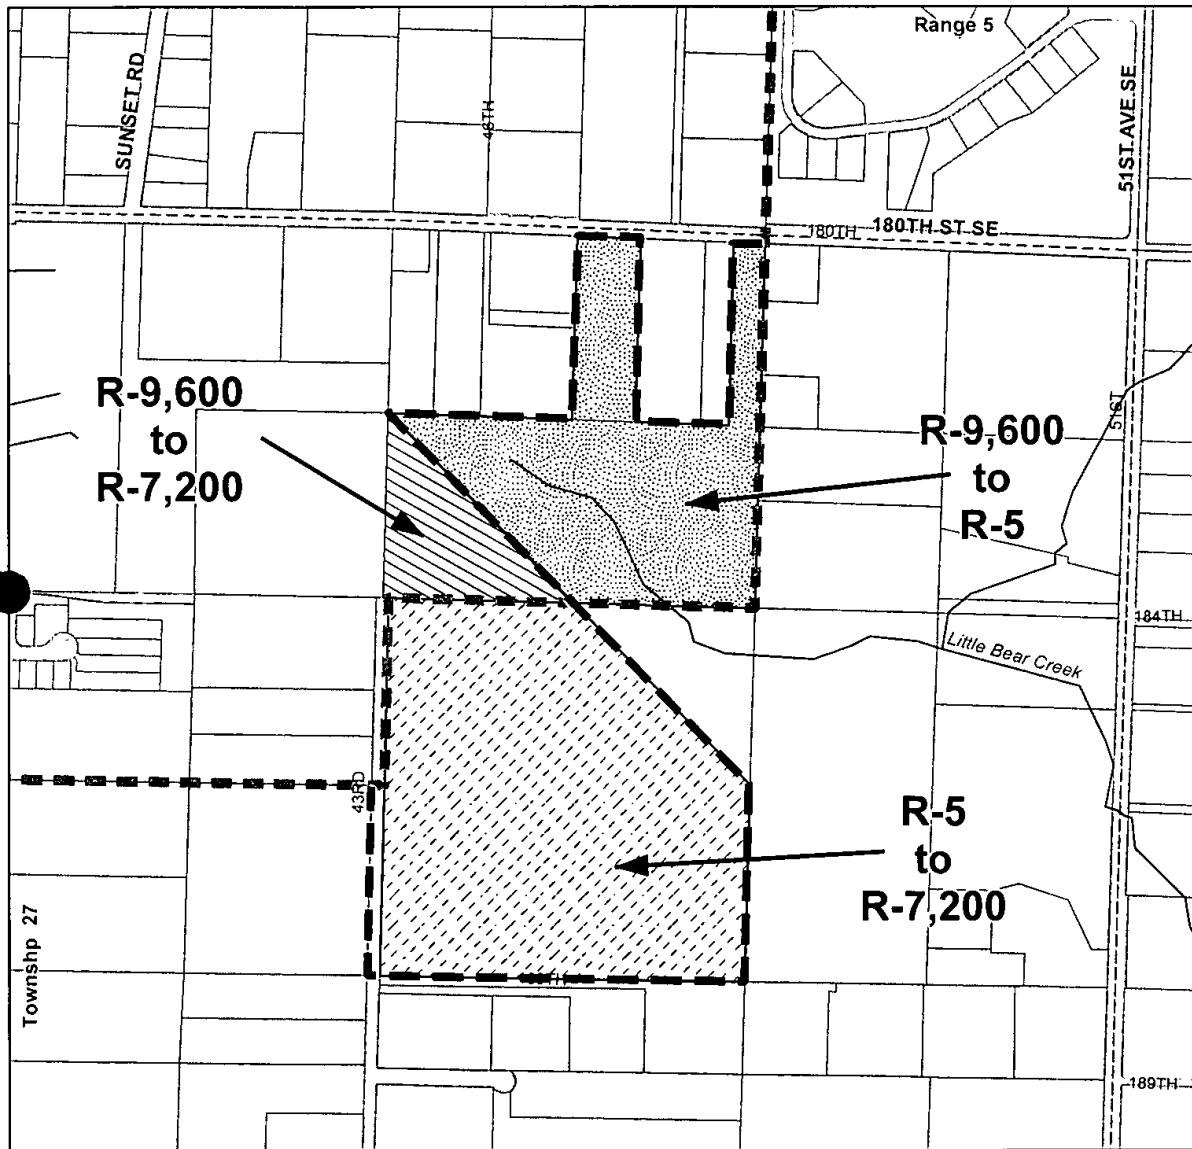 Range 5
SUNSET RD
46TH
51ST AVE SE
180TH
180TH ST SE
R-9,600
to
R-7,200
R-9,600
to
R-5
51ST
184TH
Little Bear Creek
43RD
R-5
to
R-7,200
Townshp 27
189TH